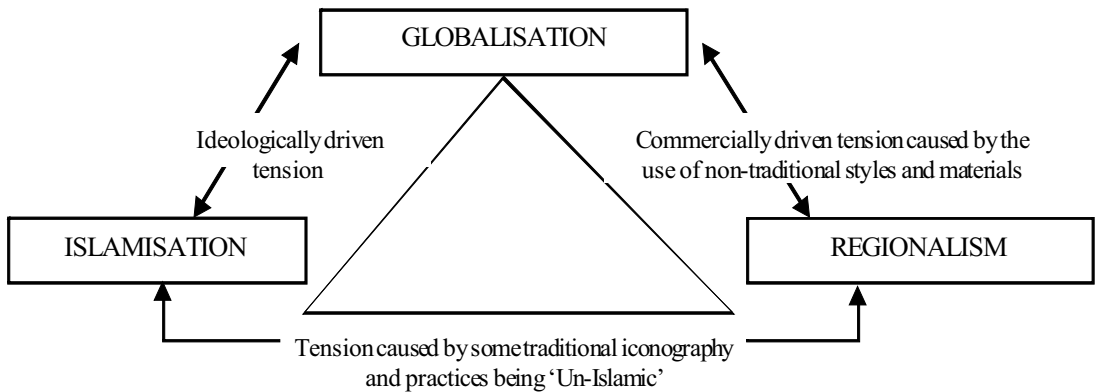 GLOBALISATION
Ideologically driven
tension
Commercially driven tension caused by the
use of non-traditional styles and materials
ISLAMISATION
REGIONALISM
Tension caused by some traditional iconography
and practices being ‘Un-Islamic’